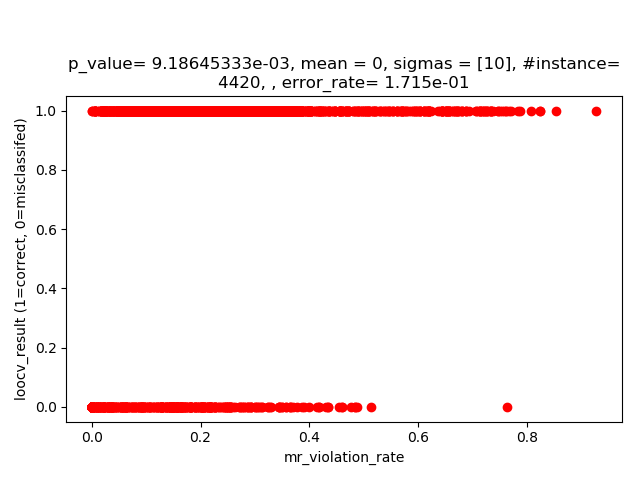 p_value= 9.18645333e-03, mean = 0, sigmas = [10], #instance=
4420, , error_rate= 1.715e-01
1.0
0.8
0.6
0.4
0.2
0.0
loocv_result (1=correct, 0=misclassifed)
0.0 0.2 0.4 0.6 0.8
mr_violation_rate